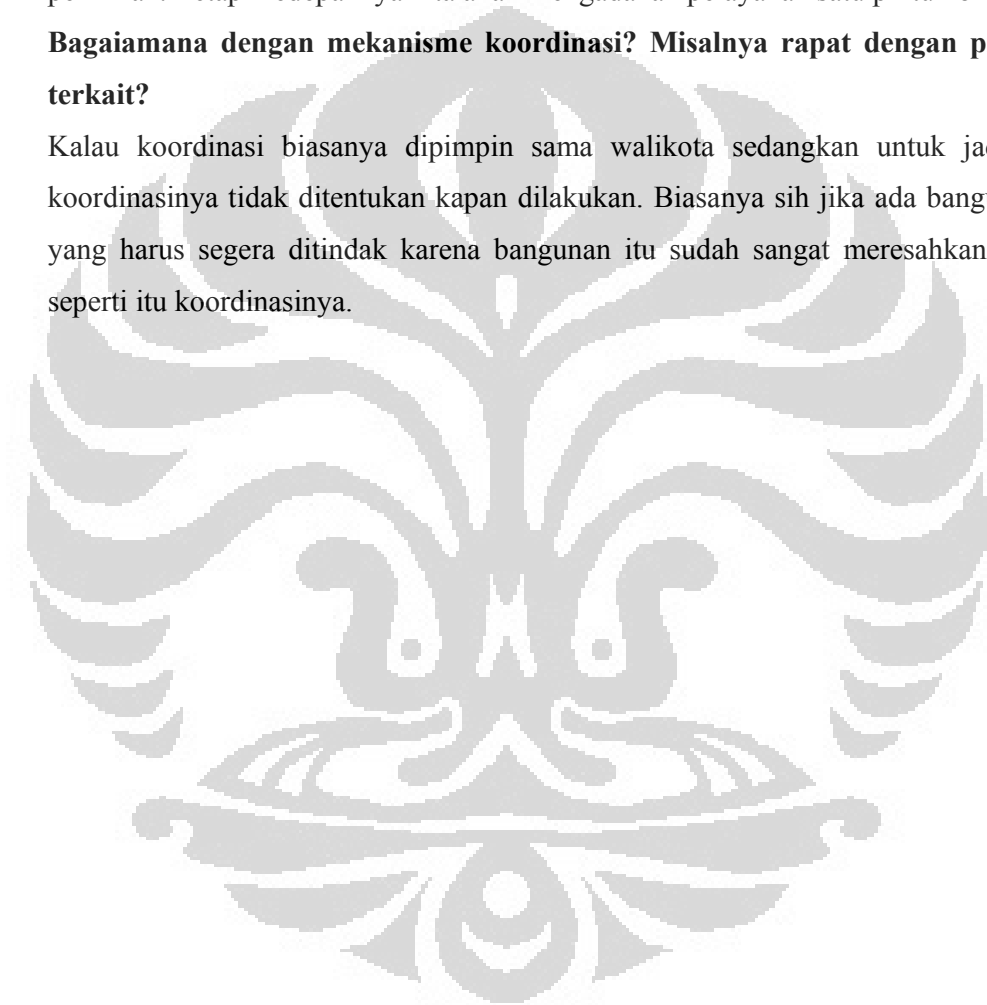 satu
Bagaiamana dengan mekanisme koordinasi? Misalnya rapat dengan
terkait?
Kalau koordinasi biasanya dipimpin sama walikota sedangkan untuk
koordinasinya tidak ditentukan kapan dilakukan. Biasanya sih jika ada
yang harus segera ditindak karena bangunan itu sudah sangat meresahkan
seperti itu koordinasinya.